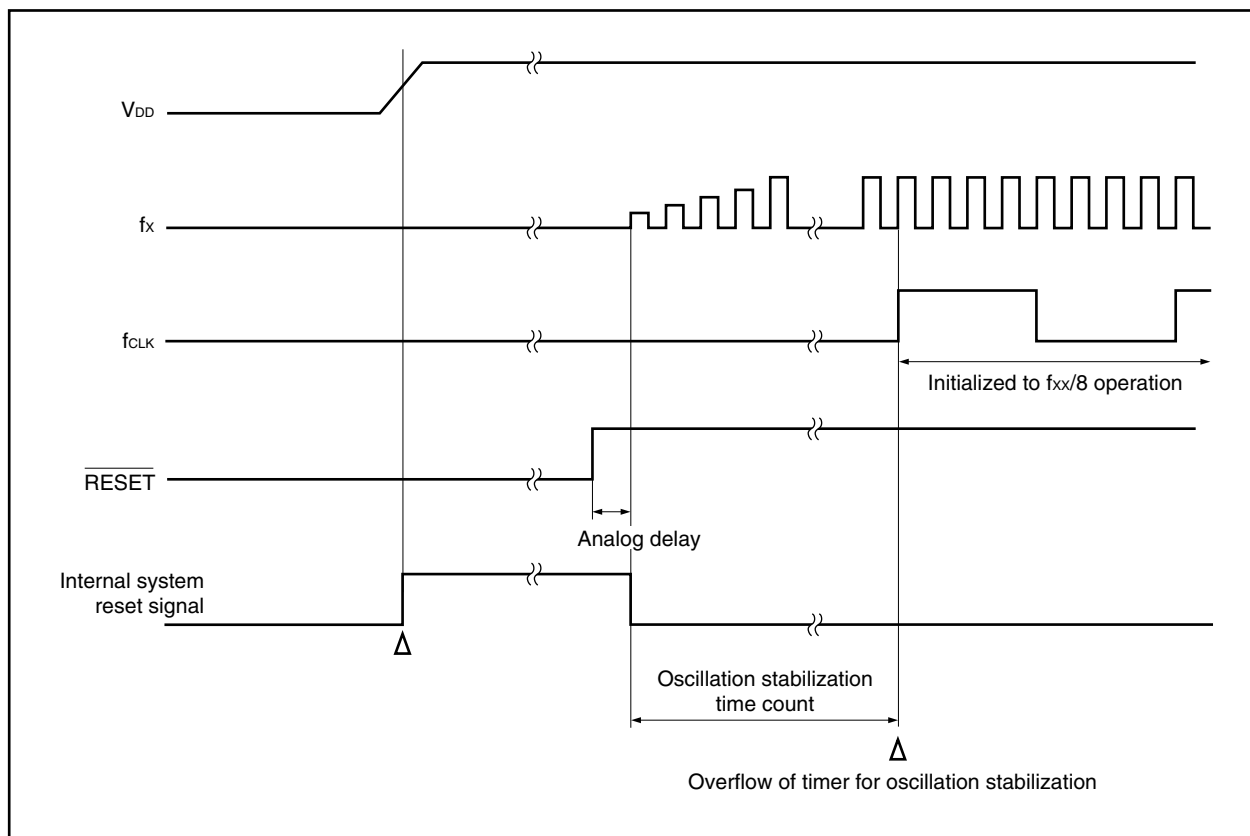 VDD
fX
fCLK
Initialized to fXX/8 operation
RESET
Analog delay
Internal system
reset signal
Oscillation stabilization
time count
Overflow of timer for oscillation stabilization